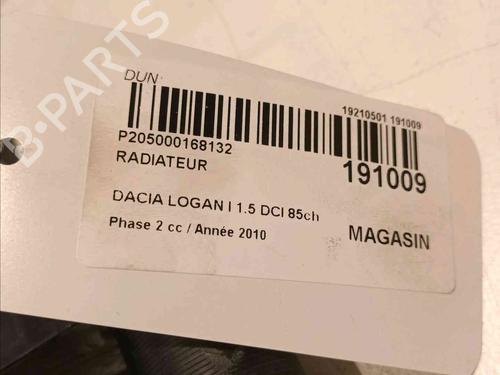 B-PARTS
DUN
19210501 191009
P205000168132
191009
RADIATEUR
DACIA LOGAN I 1.5 DCI 85ch
Phase 2 cc / Année 2010
MAGASIN